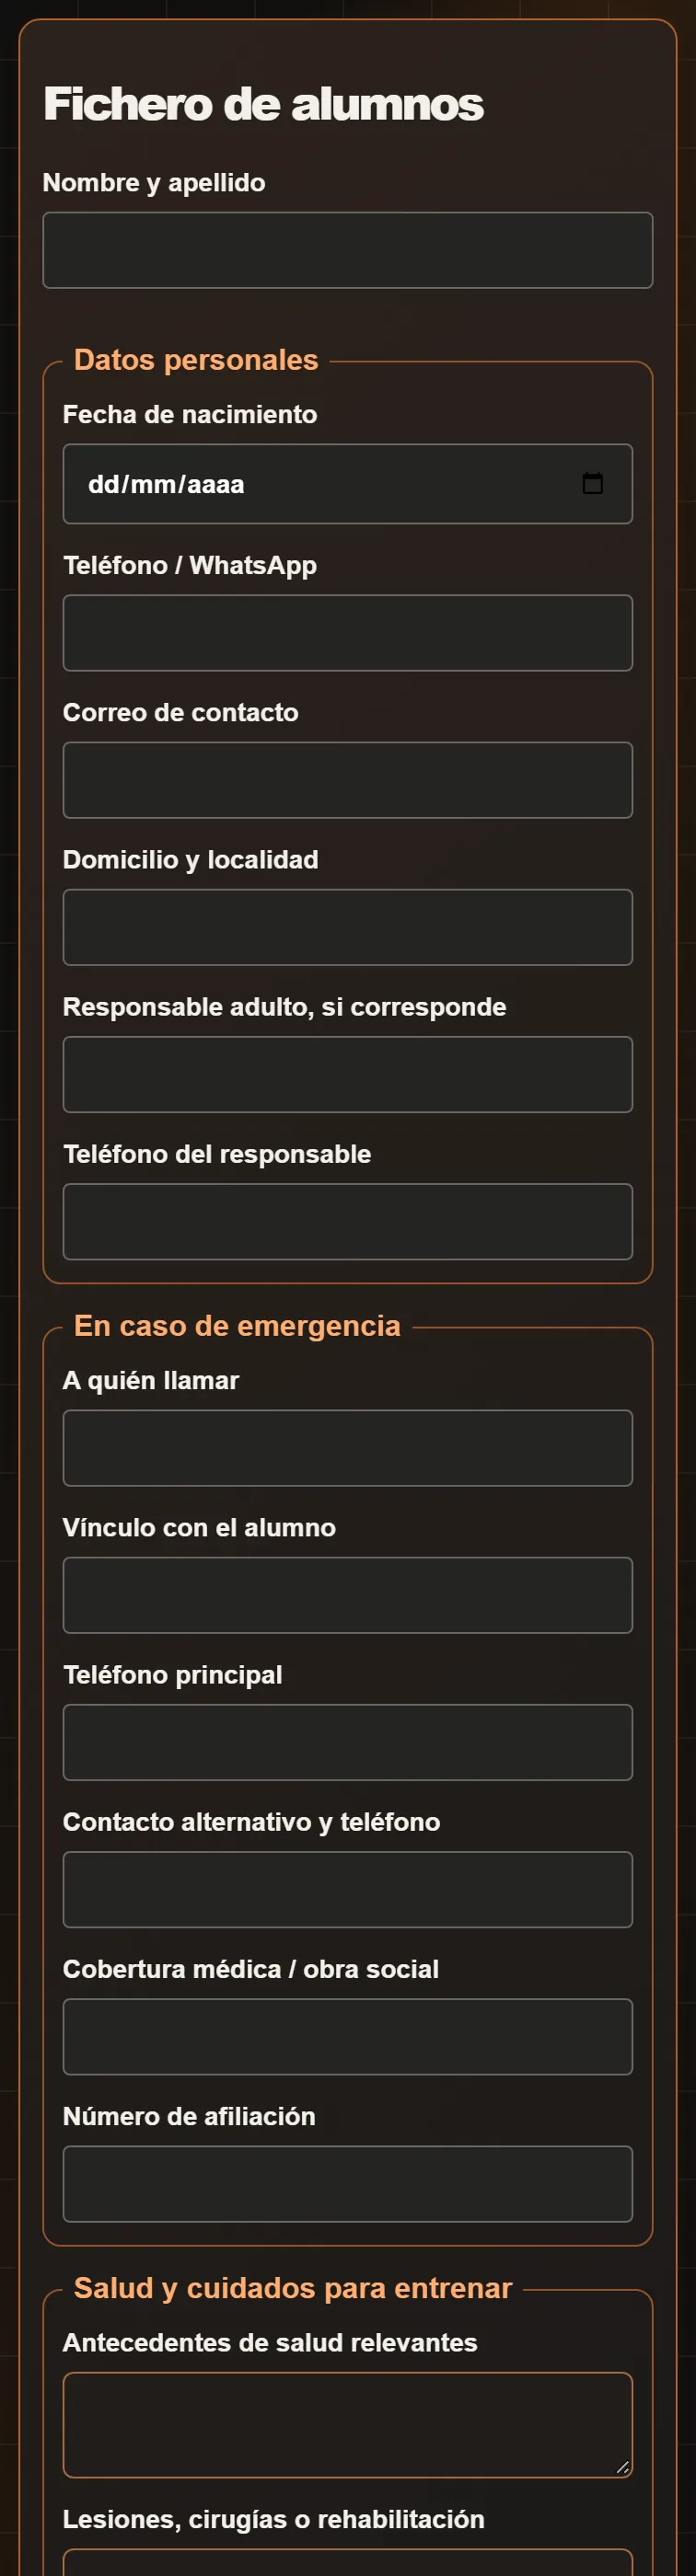 Fichero de alumnos
Nombre y apellido
Datos personales
Fecha de nacimiento
dd/mm/aaaa
Teléfono / WhatsApp
Correo de contacto
Domicilio y localidad
Responsable adulto, si corresponde
Teléfono del responsable
En caso de emergencia
A quién llamar
Vínculo con el alumno
Teléfono principal
Contacto alternativo y teléfono
Cobertura médica / obra social
Número de afiliación
Salud y cuidados para entrenar
Antecedentes de salud relevantes
Lesiones, cirugías o rehabilitación